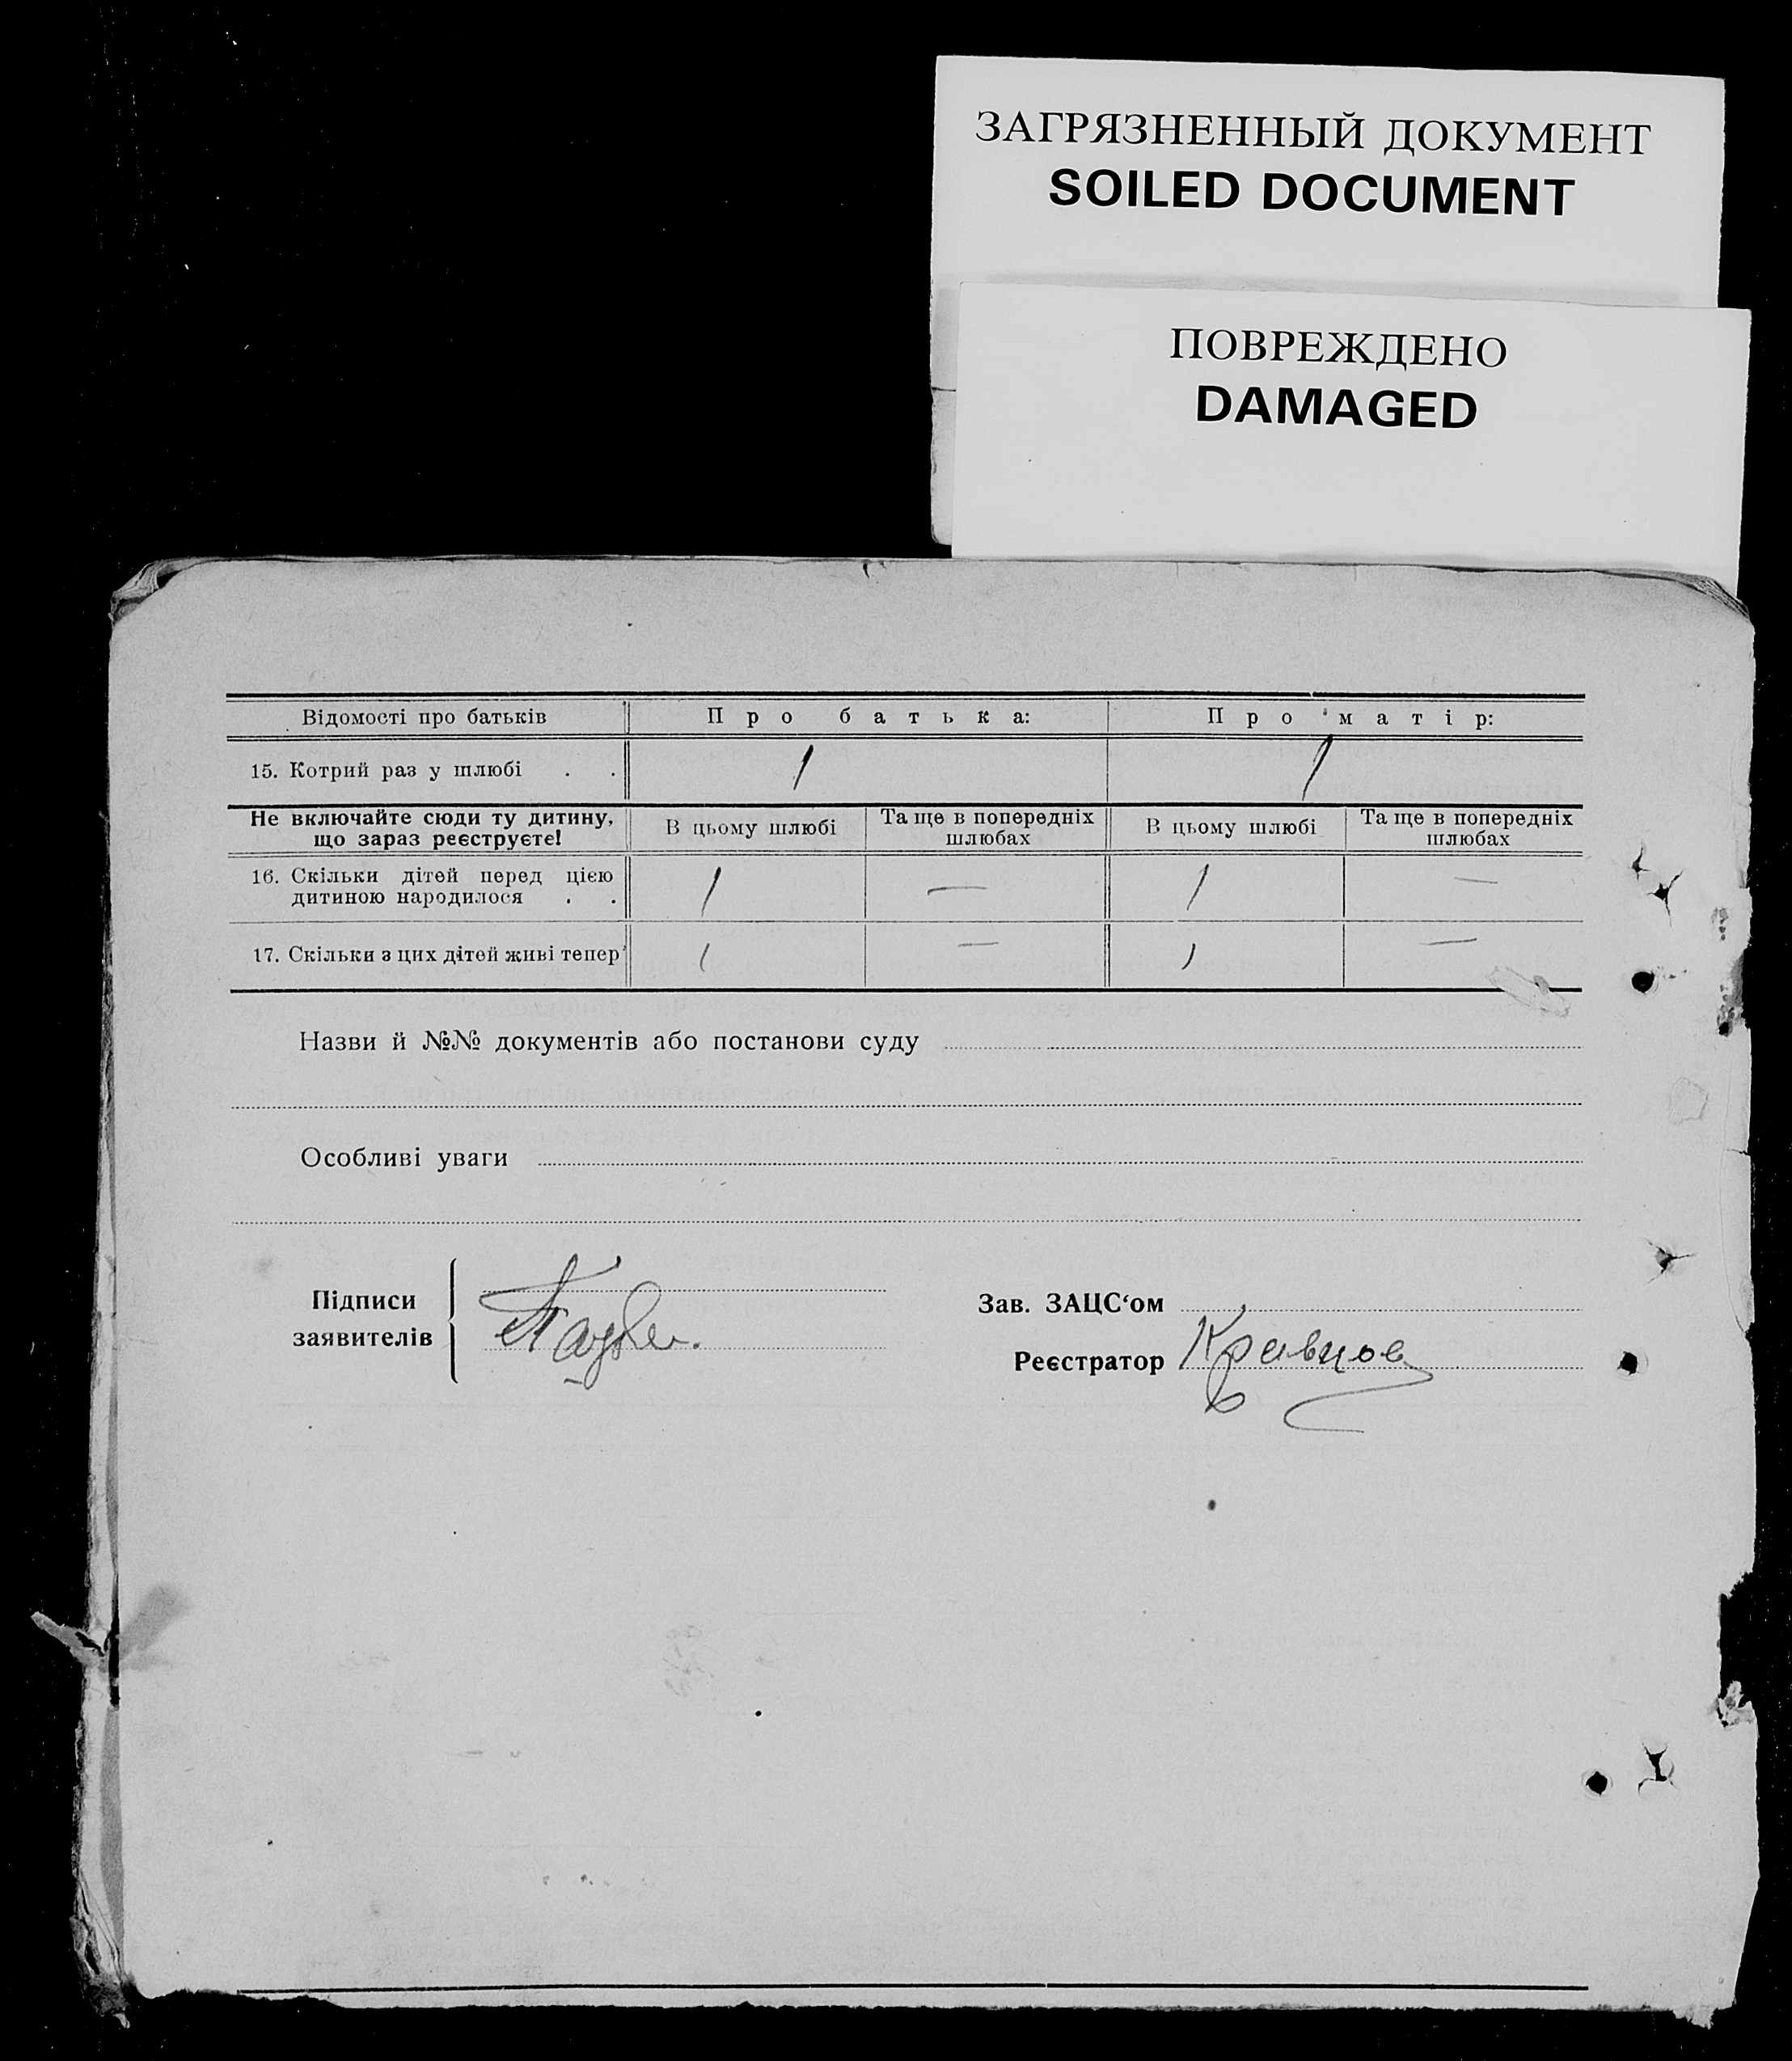 ЗАГРЯЗНЕННЫЙ ДОКУМЕНТ
SOILED DOCUMENT
ПОВРЕЖДЕНО
DAMAGED
Відомості про батьків Про батька: Про матір:
15. Котрий раз у шлюбі . . 1 1
Не включайте сюди ту дитину, що зараз реєструєте! В цьому шлюбі Та ще в попередніх шлюбах В цьому шлюбі Та ще в попередніх шлюбах
16. Скільки дітей перед цією дитиною народилося . . 1 — 1 —
17. Скільки з цих дітей живі тепер 1 — 1 —
Назви й №№ документів або постанови суду
Особливі уваги
Підписи заявителів
Зав. ЗАЦС‘ом
Реєстратор Кравцов